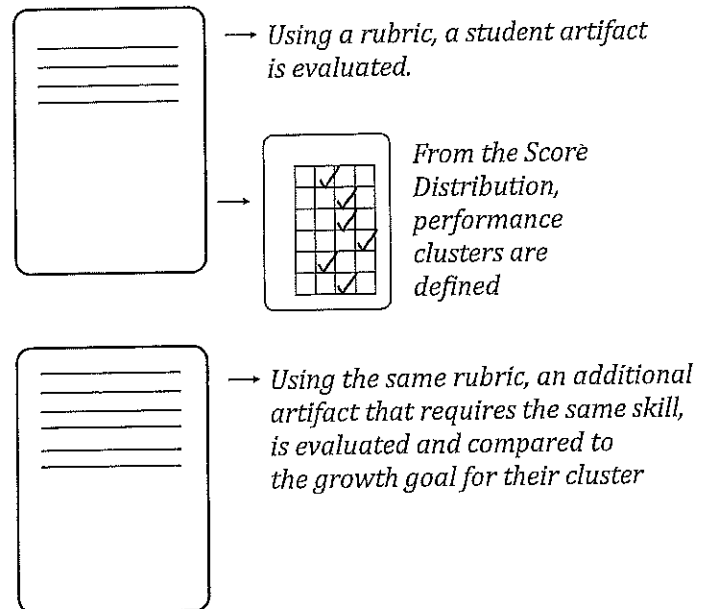 Using a rubric, a student artifact
is evaluated.
From the Score
Distribution,
performance
clusters are
defined
Using the same rubric, an additional
artifact that requires the same skill,
is evaluated and compared to
the growth goal for their cluster